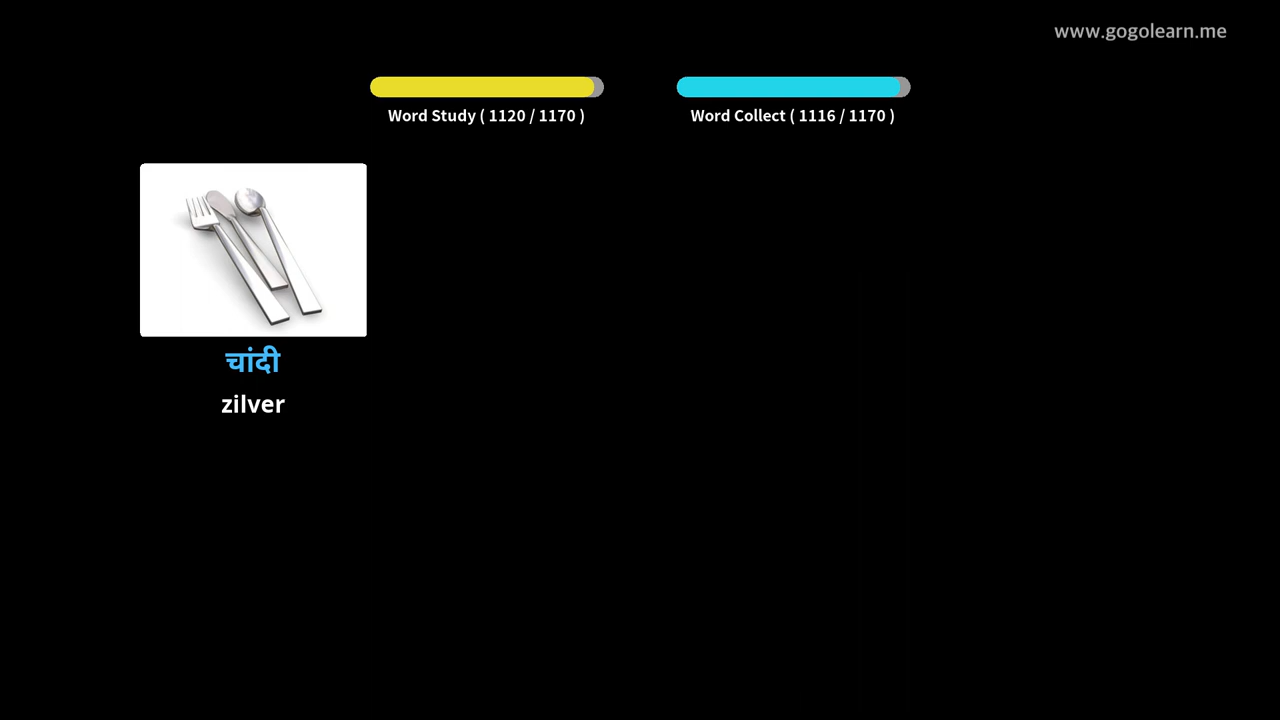 www.gogolearn.me
Word Study ( 1120 / 1170 )
Word Collect ( 1116 / 1170 )
चांदी
zilver